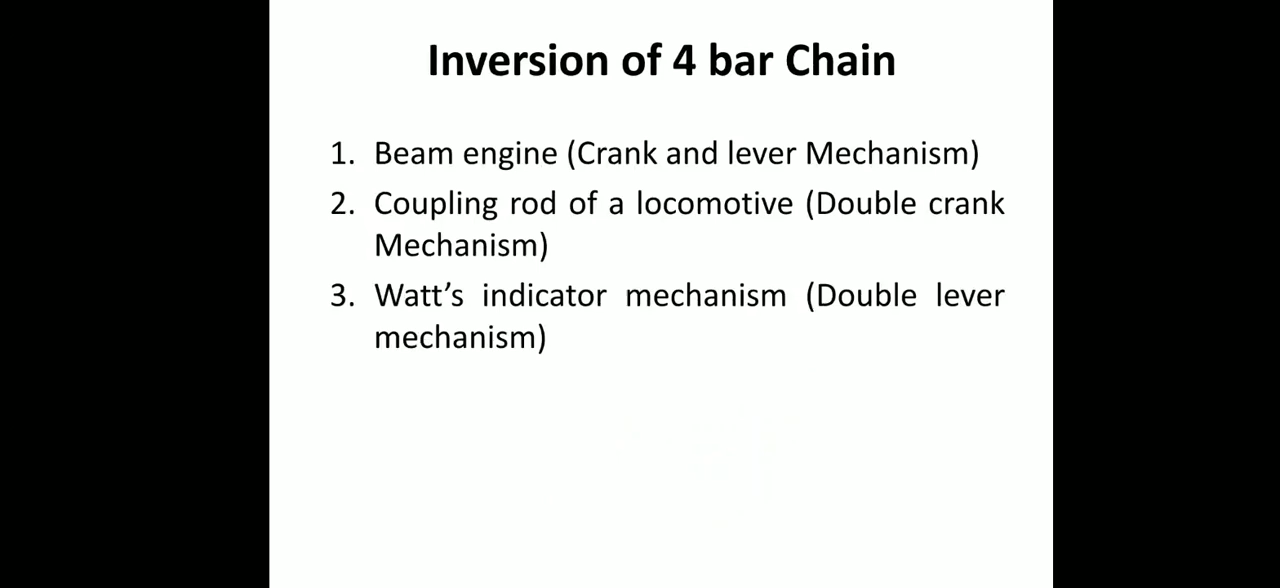 Inversion of 4 bar Chain
1. Beam engine (Crank and lever Mechanism)
2. Coupling rod of a locomotive (Double crank
Mechanism)
3. Watt’s indicator mechanism (Double lever
mechanism)